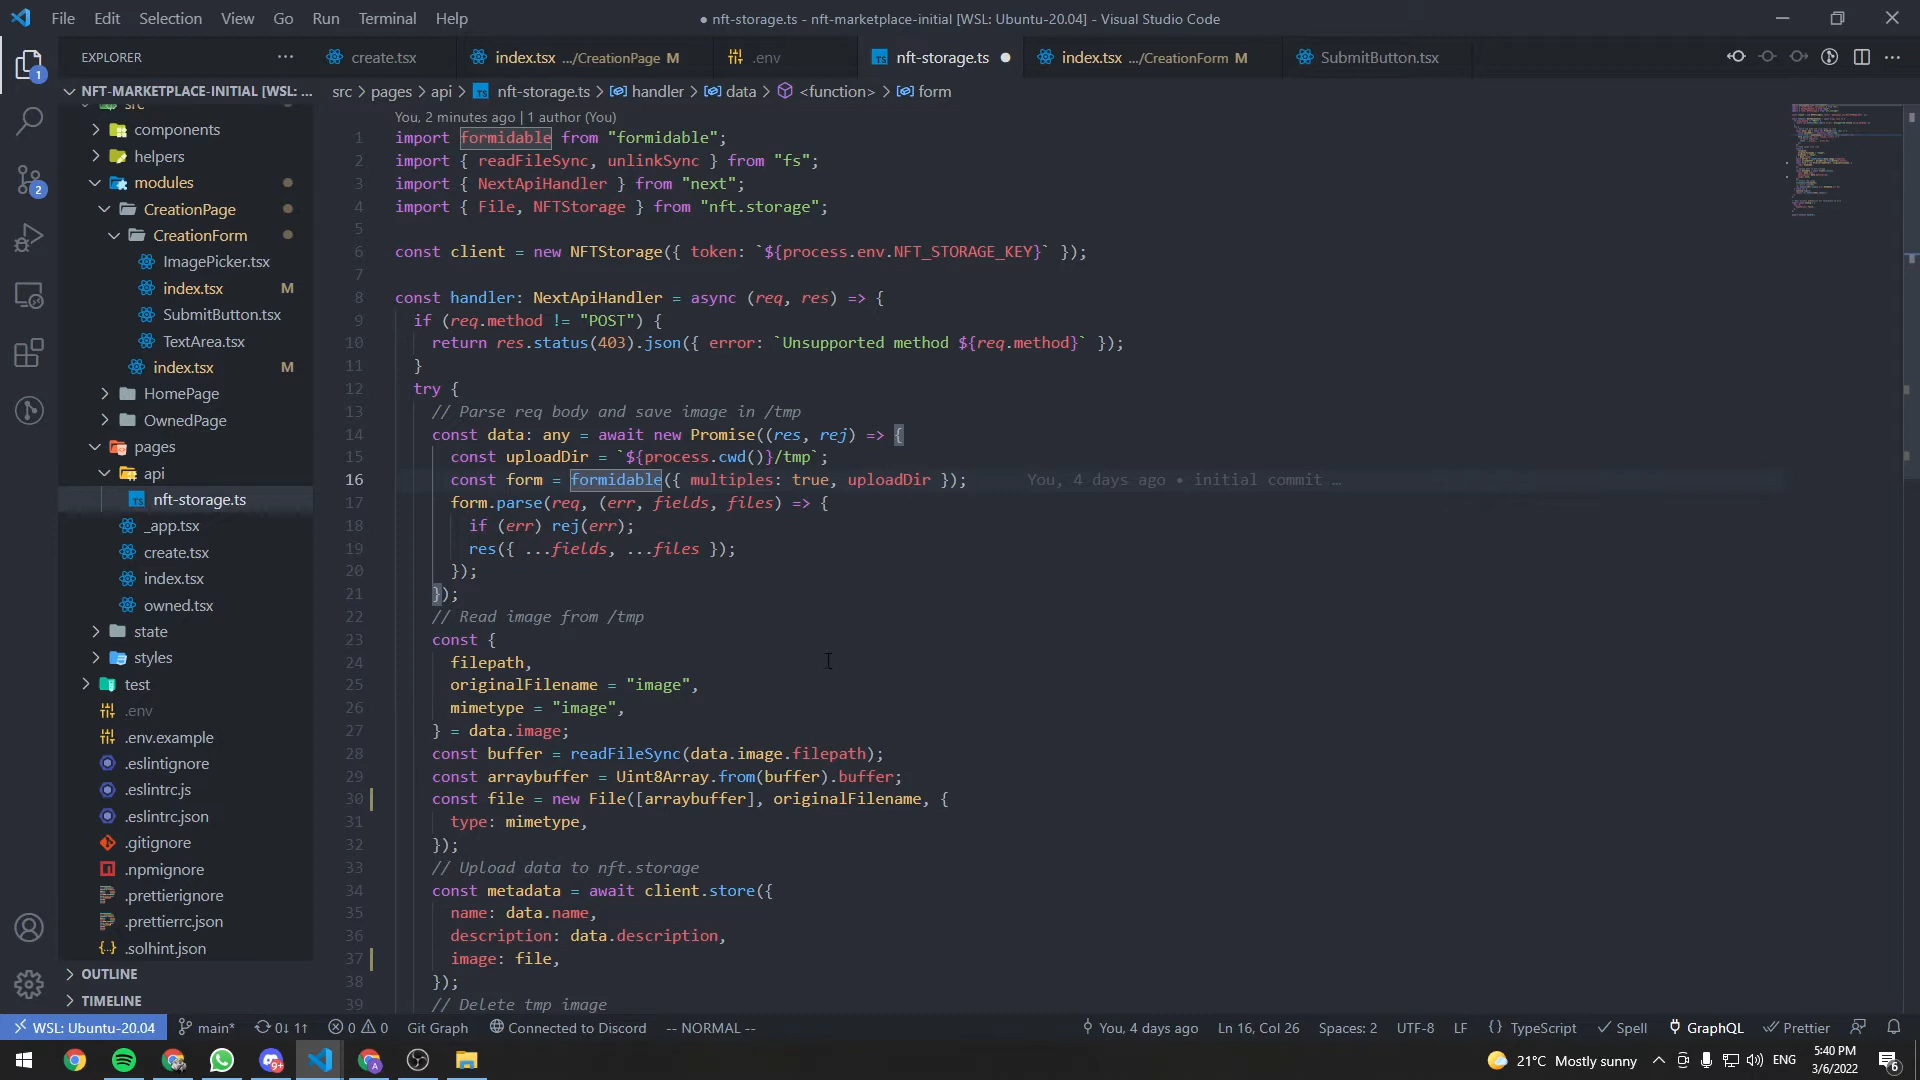 File Edit Selection View Go Run Terminal Help
● nft-storage.ts - nft-marketplace-initial [WSL: Ubuntu-20.04] - Visual Studio Code
EXPLORER ···
create.tsx
index.tsx .../CreationPage M
.env
nft-storage.ts ●
index.tsx .../CreationForm M
SubmitButton.tsx
NFT-MARKETPLACE-INITIAL [WSL: ...
src
components
helpers
modules
CreationPage
CreationForm
ImagePicker.tsx
index.tsx M
SubmitButton.tsx
TextArea.tsx
index.tsx M
HomePage
OwnedPage
pages
api
nft-storage.ts
_app.tsx
create.tsx
index.tsx
owned.tsx
state
styles
test
.env
.env.example
.eslintignore
.eslintrc.js
.eslintrc.json
.gitignore
.npmignore
.prettierignore
.prettierrc.json
.solhint.json
OUTLINE
TIMELINE
1
2
src > pages > api > nft-storage.ts > handler > data > <function> > form
You, 2 minutes ago | 1 author (You)
1 import formidable from "formidable";
2 import { readFileSync, unlinkSync } from "fs";
3 import { NextApiHandler } from "next";
4 import { File, NFTStorage } from "nft.storage";
5
6 const client = new NFTStorage({ token: `${process.env.NFT_STORAGE_KEY}` });
7
8 const handler: NextApiHandler = async (req, res) => {
9 if (req.method != "POST") {
10 return res.status(403).json({ error: `Unsupported method ${req.method}` });
11 }
12 try {
13 // Parse req body and save image in /tmp
14 const data: any = await new Promise((res, rej) => {
15 const uploadDir = `${process.cwd()}/tmp`;
16 const form = formidable({ multiples: true, uploadDir }); You, 4 days ago • initial commit …
17 form.parse(req, (err, fields, files) => {
18 if (err) rej(err);
19 res({ ...fields, ...files });
20 });
21 });
22 // Read image from /tmp
23 const {
24 filepath,
25 originalFilename = "image",
26 mimetype = "image",
27 } = data.image;
28 const buffer = readFileSync(data.image.filepath);
29 const arraybuffer = Uint8Array.from(buffer).buffer;
30 const file = new File([arraybuffer], originalFilename, {
31 type: mimetype,
32 });
33 // Upload data to nft.storage
34 const metadata = await client.store({
35 name: data.name,
36 description: data.description,
37 image: file,
38 });
39 // Delete tmp image
WSL: Ubuntu-20.04 main* 0↓ 1↑ 0 0 Git Graph Connected to Discord -- NORMAL -- You, 4 days ago Ln 16, Col 26 Spaces: 2 UTF-8 LF {} TypeScript Spell GraphQL Prettier
9+
A
21°C Mostly sunny ENG 5:40 PM
3/6/2022
6